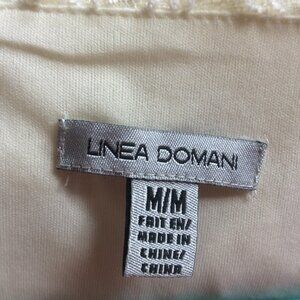 LINEA DOMANI
M/M
FAIT EN/
MADE IN
CHINE/
CHINA